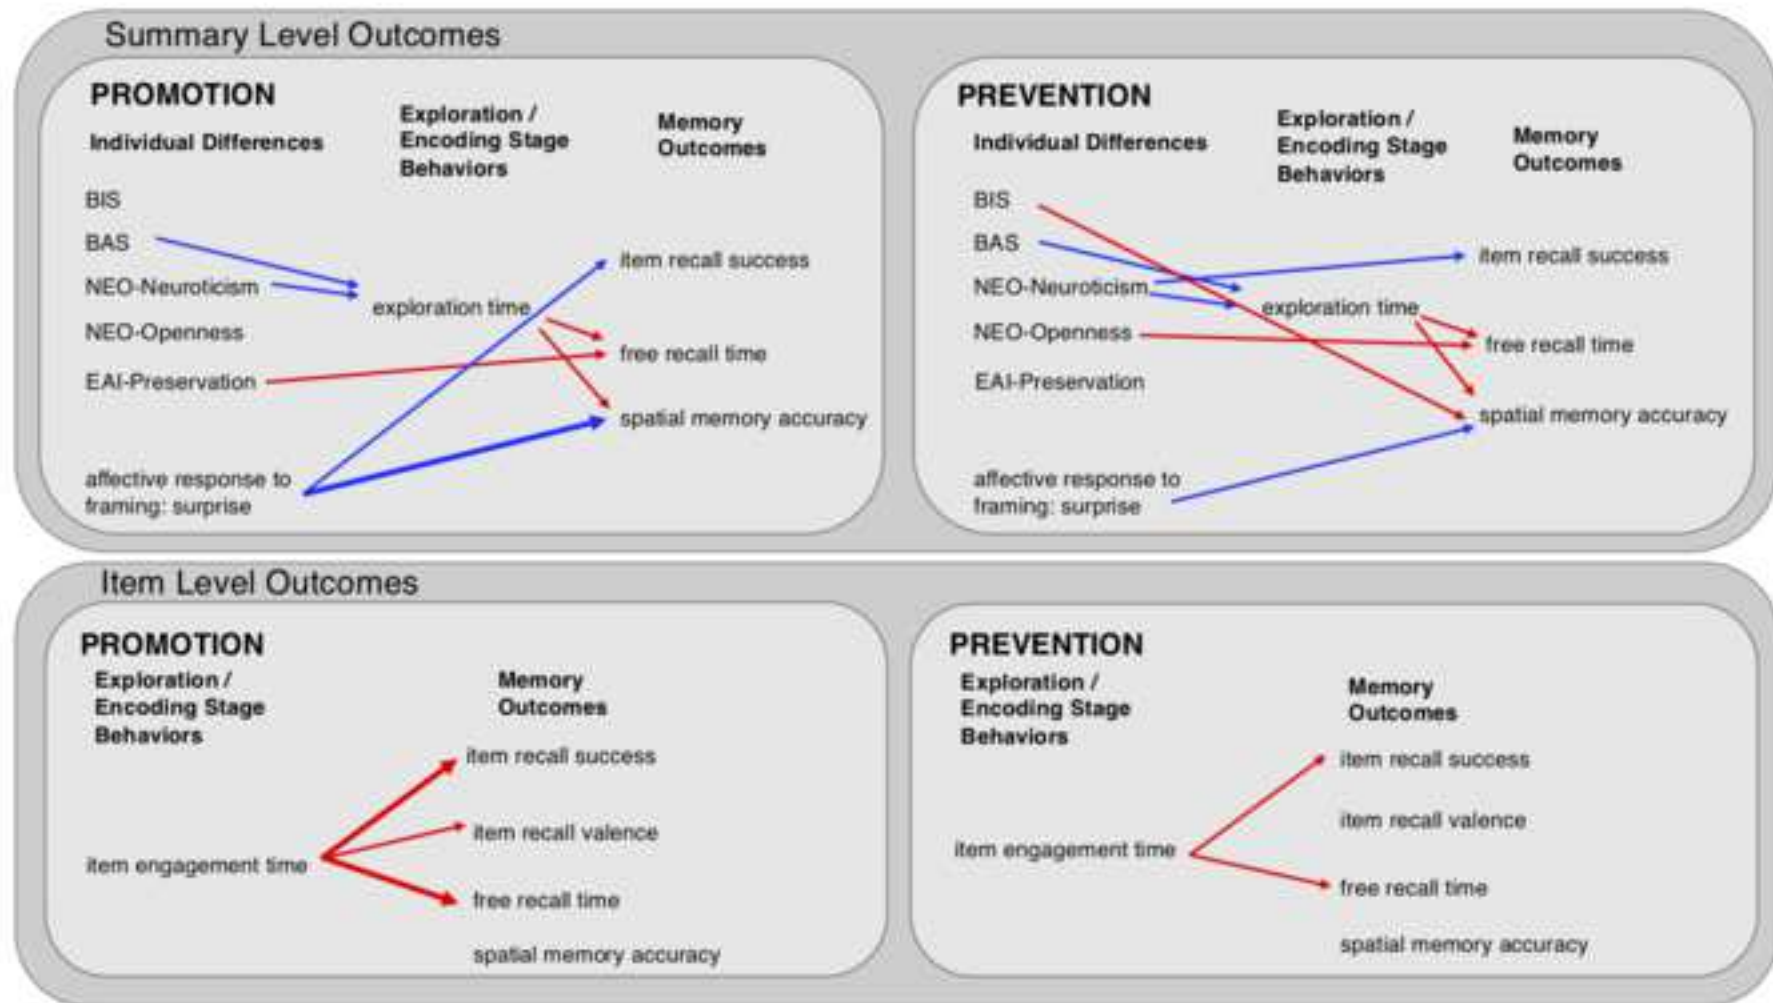 Summary Level Outcomes
PROMOTION
Individual Differences
Exploration /
Encoding Stage
Behaviors
Memory
Outcomes
BIS
BAS
NEO-Neuroticism
NEO-Openness
EAI-Preservation
affective response to
framing: surprise
exploration time
item recall success
free recall time
spatial memory accuracy
PREVENTION
Individual Differences
Exploration /
Encoding Stage
Behaviors
Memory
Outcomes
BIS
BAS
NEO-Neuroticism
NEO-Openness
EAI-Preservation
affective response to
framing: surprise
exploration time
item recall success
free recall time
spatial memory accuracy
Item Level Outcomes
PROMOTION
Exploration /
Encoding Stage
Behaviors
Memory
Outcomes
item engagement time
item recall success
item recall valence
free recall time
spatial memory accuracy
PREVENTION
Exploration /
Encoding Stage
Behaviors
Memory
Outcomes
item engagement time
item recall success
item recall valence
free recall time
spatial memory accuracy